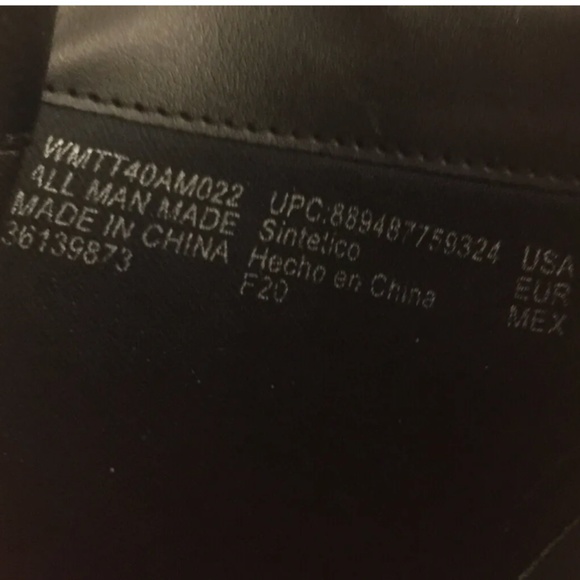 WMTT40AM022
ALL MAN MADE
MADE IN CHINA
36139873
UPC:889487759324
Sintetico
Hecho en China
F20
USA
EUR
MEX